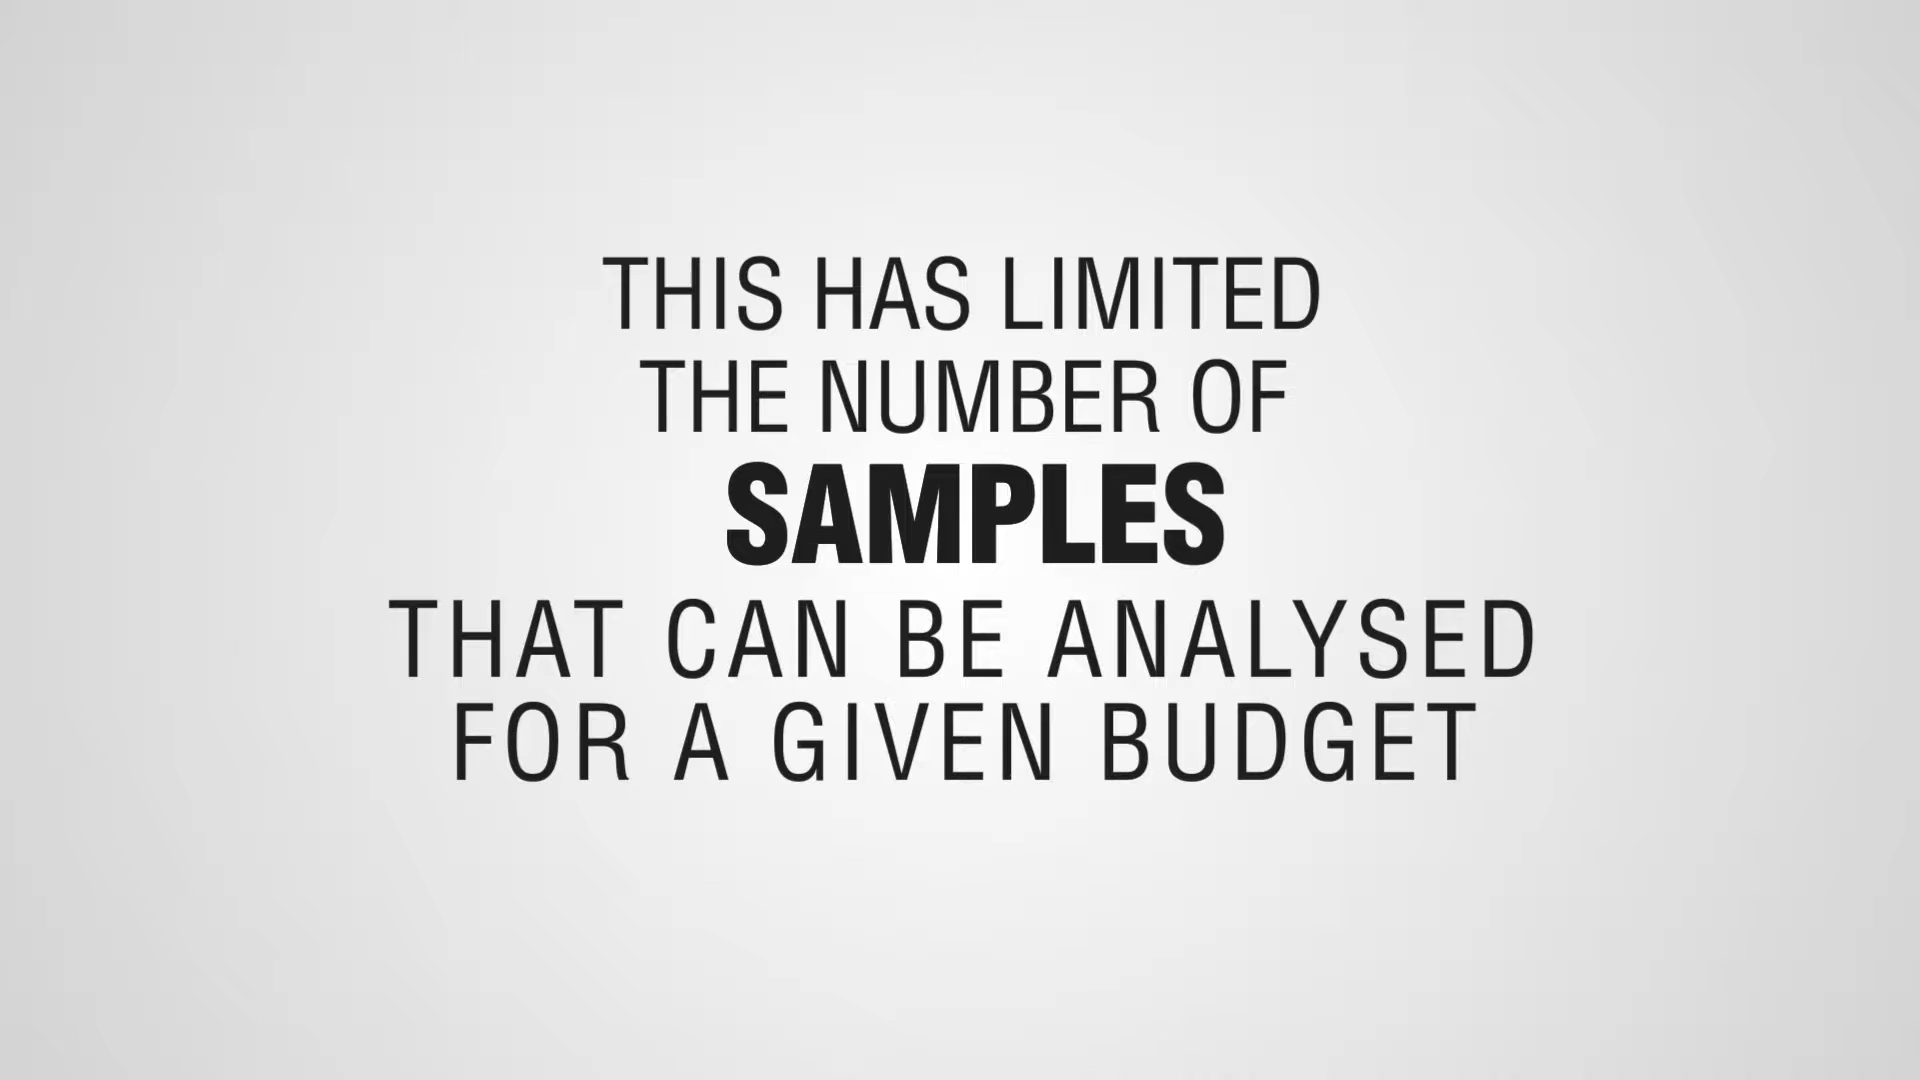 THIS HAS LIMITED
THE NUMBER OF
SAMPLES
THAT CAN BE ANALYSED
FOR A GIVEN BUDGET